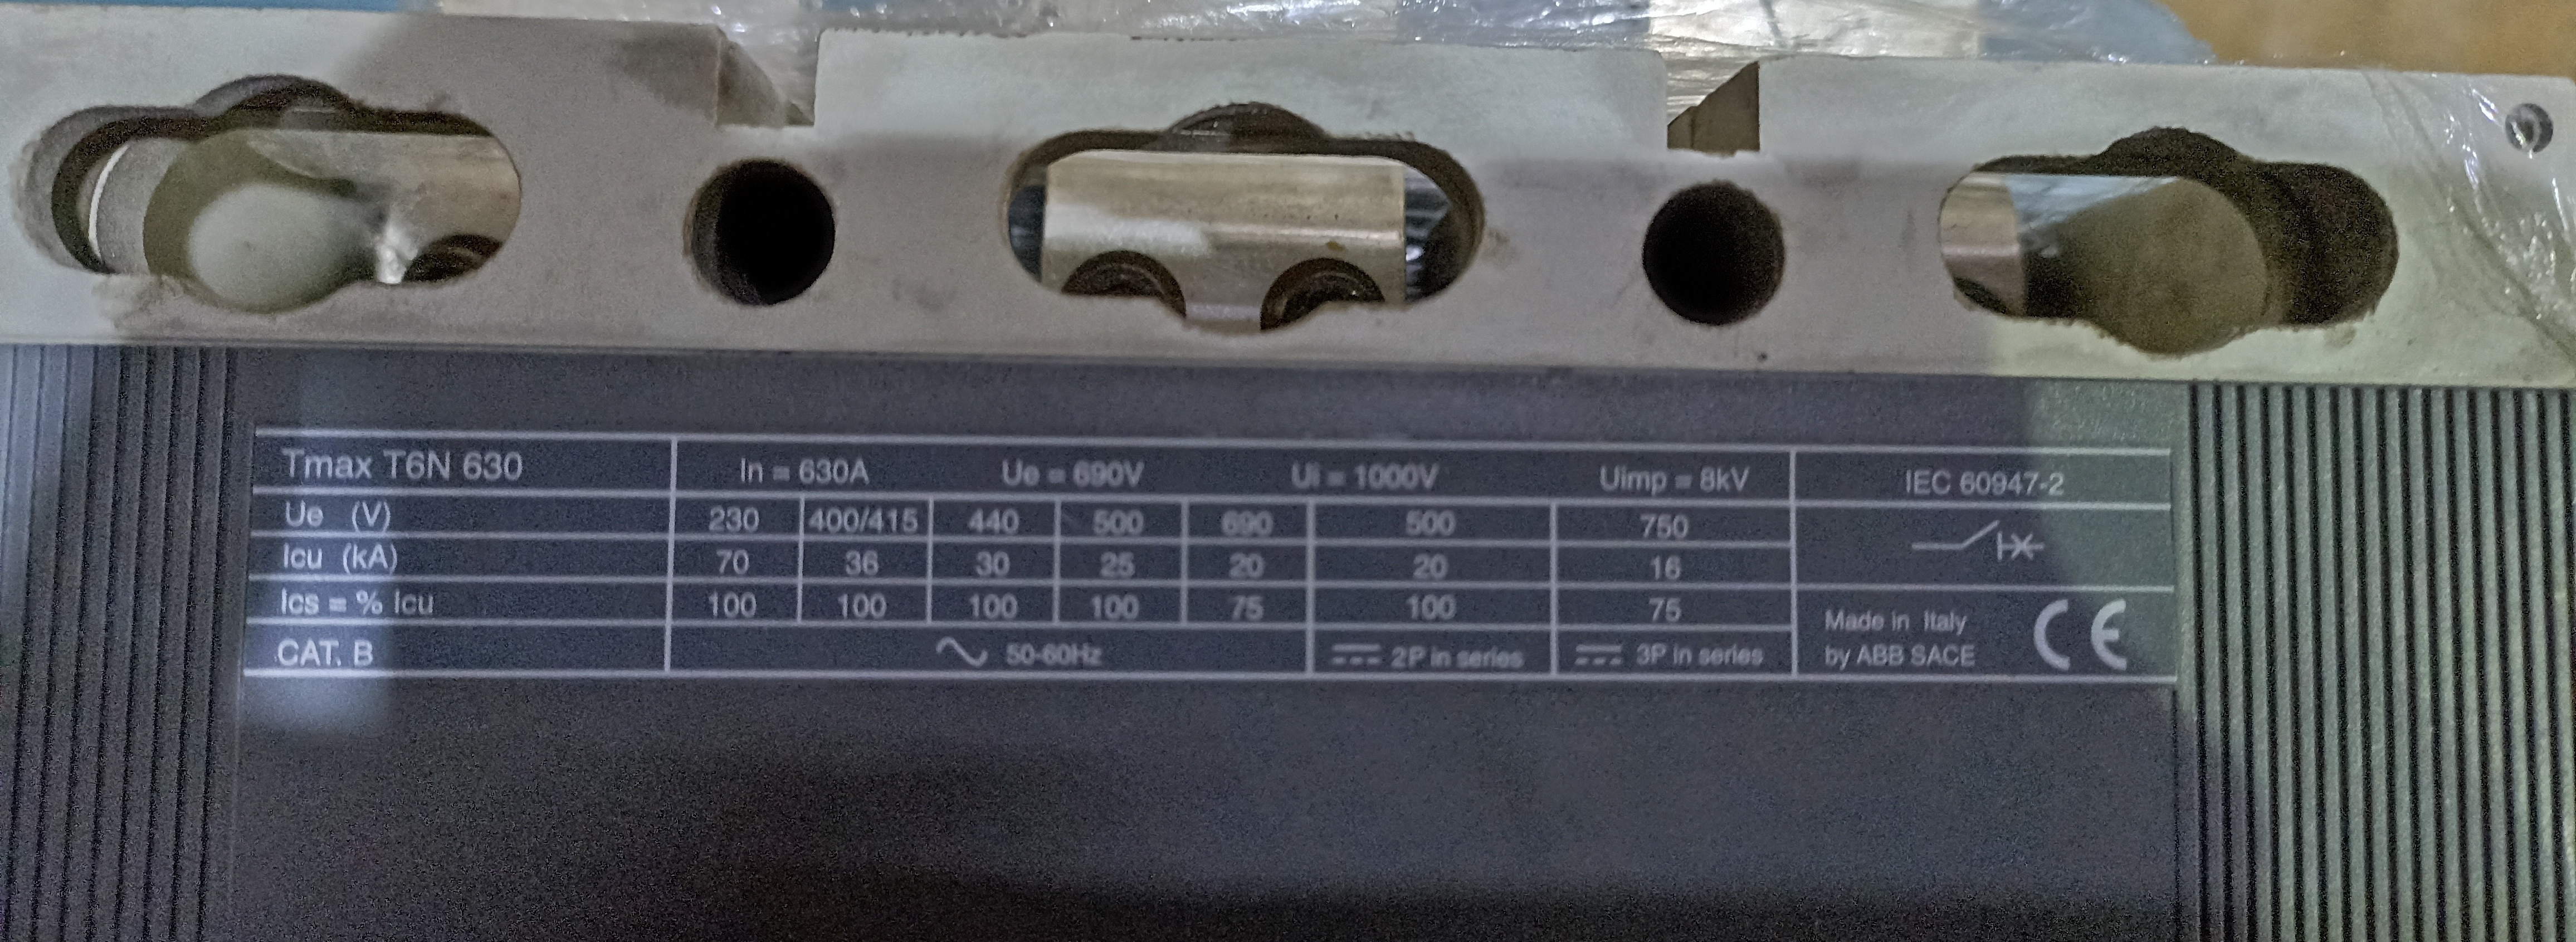 Tmax T6N 630 In = 630A Ue = 690V Ui = 1000V Uimp = 8kV IEC 60947-2
Ue (V) 230 400/415 440 500 690 500 750
Icu (kA) 70 36 30 25 20 20 16
Ics = % Icu 100 100 100 100 75 100 75
CAT. B 50-60Hz 2P in series 3P in series
Made in Italy
by ABB SACE
CE